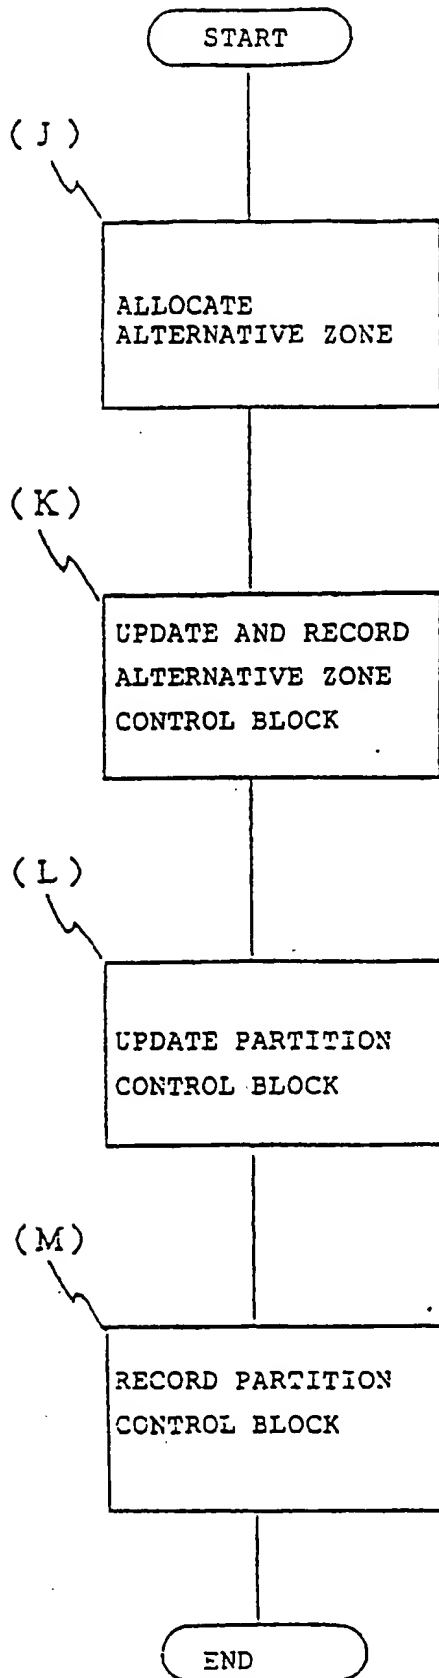 START
(J)
ALLOCATE
ALTERNATIVE ZONE
(K)
UPDATE AND RECORD
ALTERNATIVE ZONE
CONTROL BLOCK
(L)
UPDATE PARTITION
CONTROL BLOCK
(M)
RECORD PARTITION
CONTROL BLOCK
END